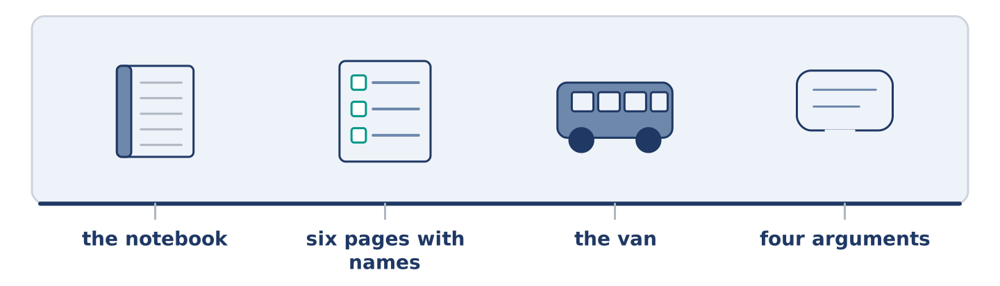 the notebook
six pages with
names
the van
four arguments